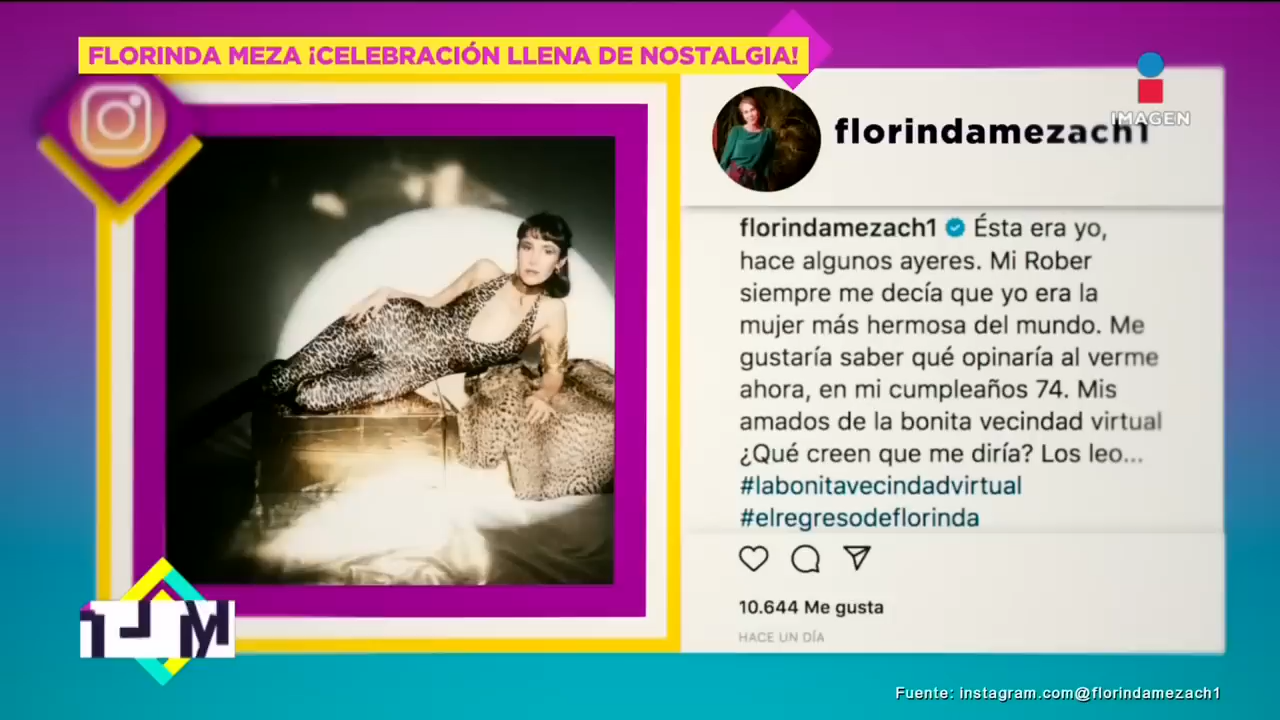 FLORINDA MEZA ¡CELEBRACIÓN LLENA DE NOSTALGIA!
IMAGEN
florindamezach1
florindamezach1 Ésta era yo,
hace algunos ayeres. Mi Rober
siempre me decía que yo era la
mujer más hermosa del mundo. Me
gustaría saber qué opinaría al verme
ahora, en mi cumpleaños 74. Mis
amados de la bonita vecindad virtual
¿Qué creen que me diría? Los leo...
#labonitavecindadvirtual
#elregresodeflorinda
10.644 Me gusta
HACE UN DÍA
Fuente: instagram.com@florindamezach1